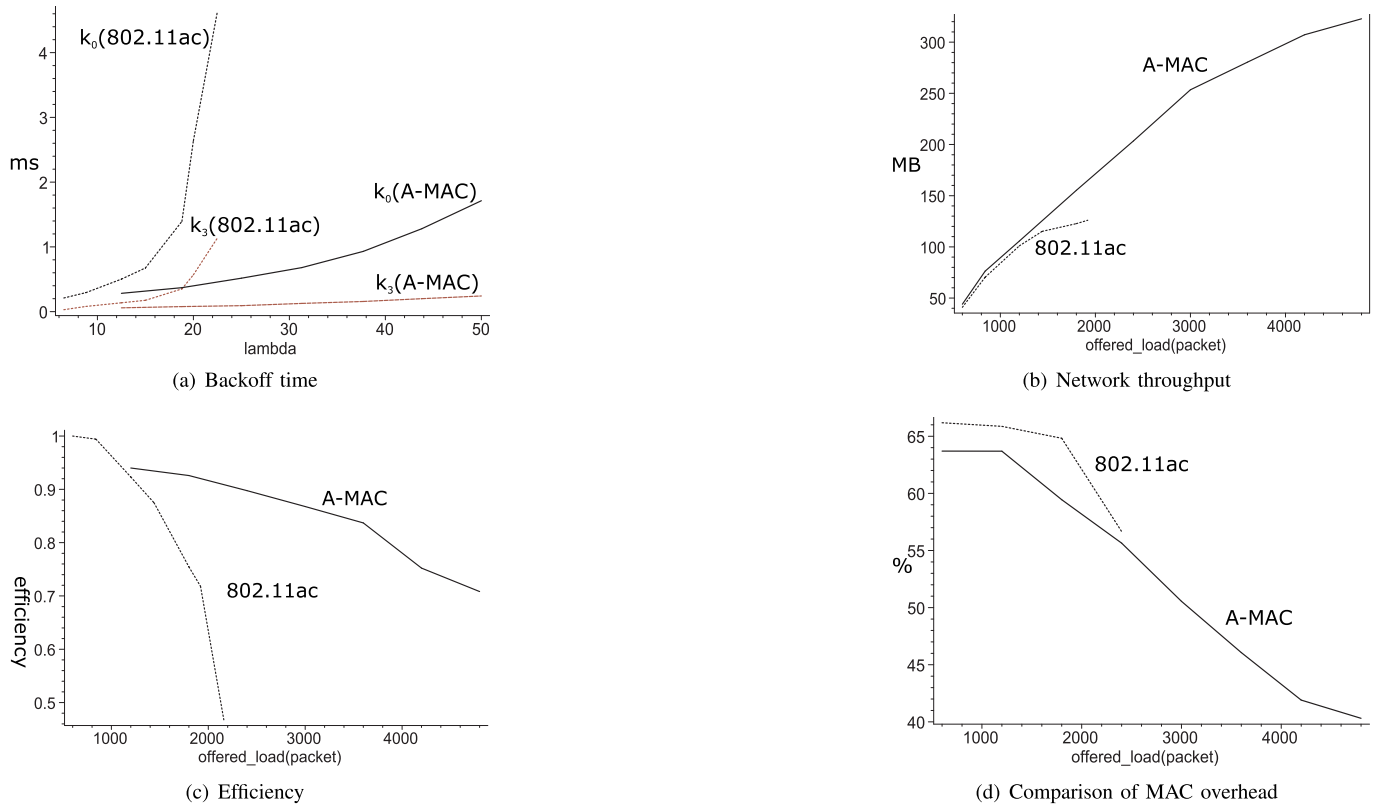 k₀(802.11ac)
4
3
ms
2
k₀(A-MAC)
k₃(802.11ac)
1
k₃(A-MAC)
0
10 20 30 40 50
lambda
(a) Backoff time
300
A-MAC
250
200
MB
150
100
802.11ac
50
1000 2000 3000 4000
offered_load(packet)
(b) Network throughput
1
0.9
A-MAC
0.8
efficiency
0.7
802.11ac
0.6
0.5
1000 2000 3000 4000
offered_load(packet)
(c) Efficiency
65
802.11ac
60
55
%
50
A-MAC
45
40
1000 2000 3000 4000
offered_load(packet)
(d) Comparison of MAC overhead